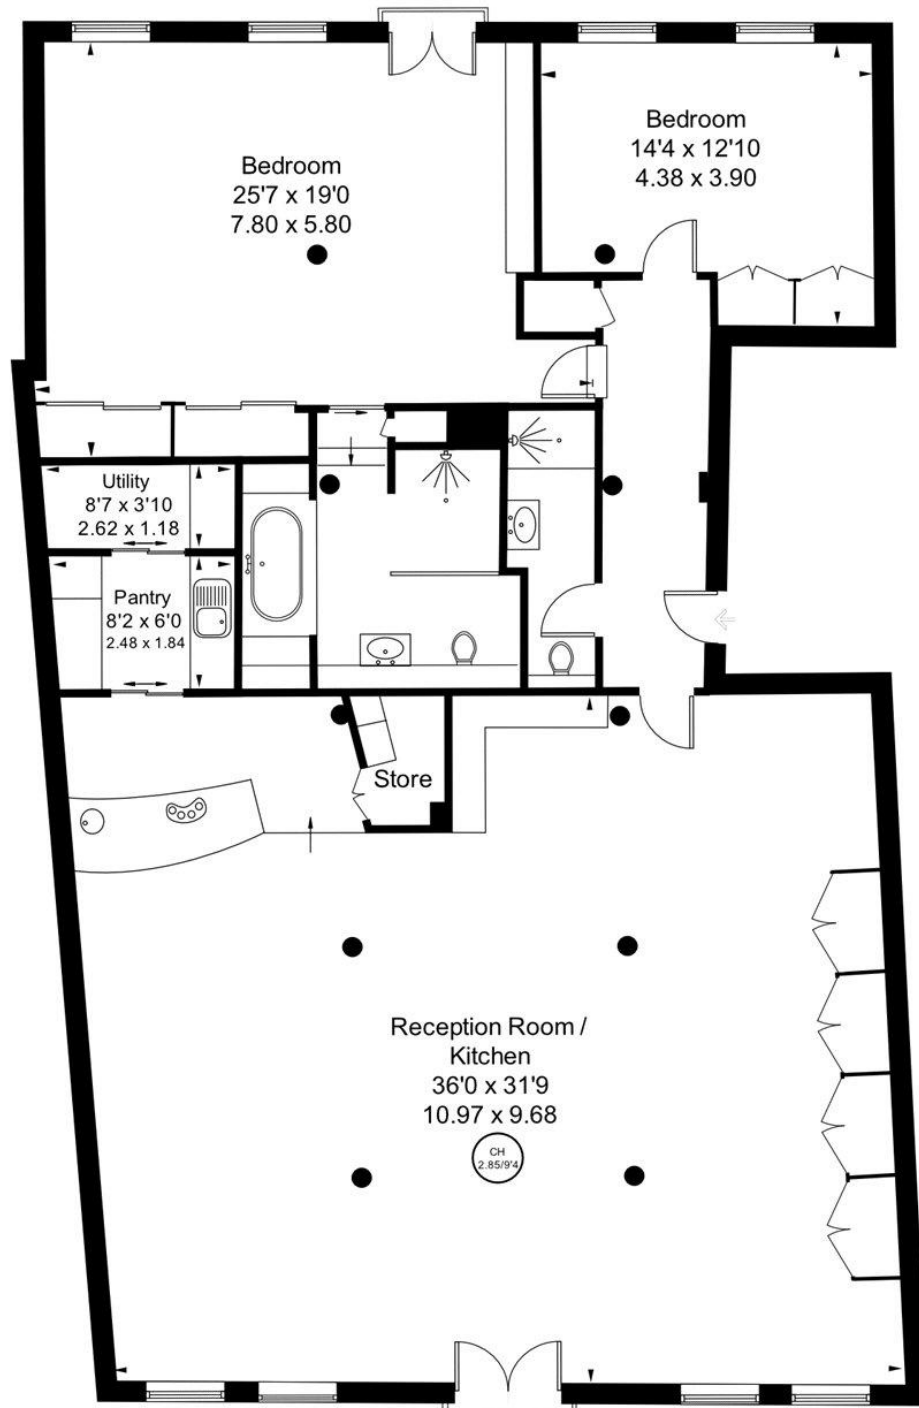 Bedroom
25'7 x 19'0
7.80 x 5.80
Bedroom
14'4 x 12'10
4.38 x 3.90
Utility
8'7 x 3'10
2.62 x 1.18
Pantry
8'2 x 6'0
2.48 x 1.84
Store
Reception Room /
Kitchen
36'0 x 31'9
10.97 x 9.68
CH
2.85/9'4